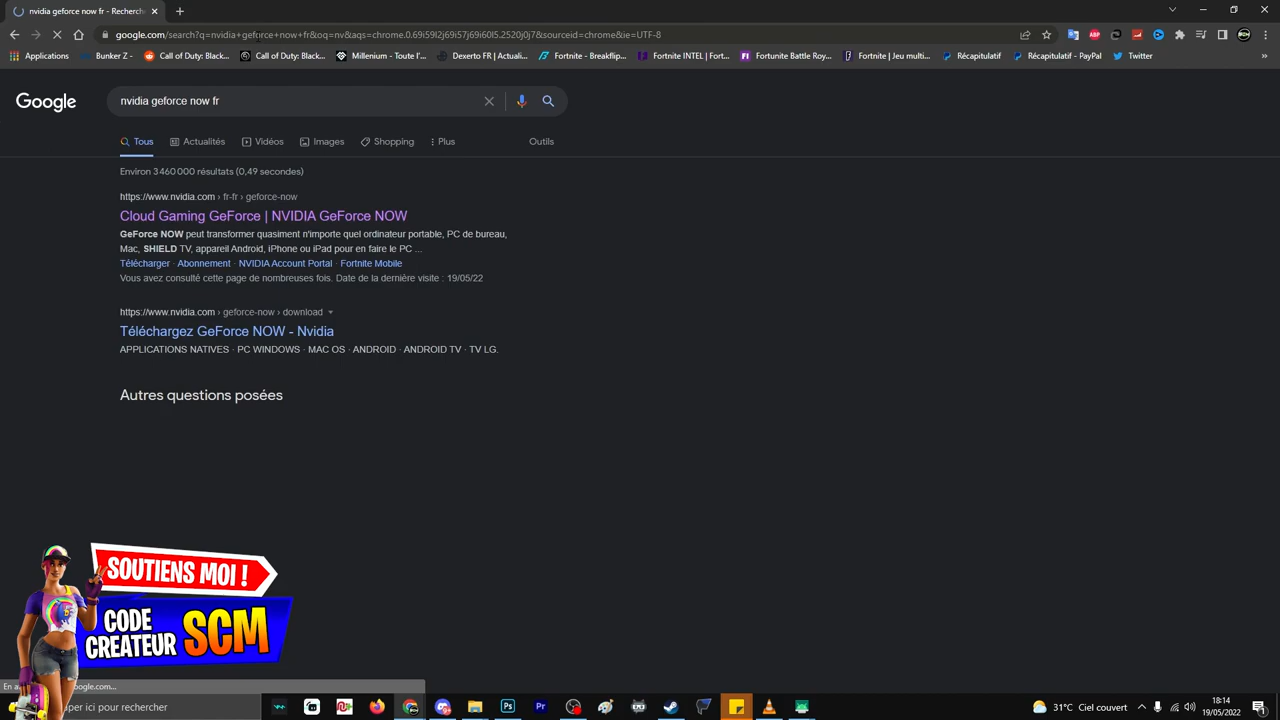 nvidia geforce now fr - Recherch
google.com/search?q=nvidia+geforce+now+fr&oq=nv&aqs=chrome.0.69i59l2j69i57j69i60l5.2520j0j7&sourceid=chrome&ie=UTF-8
Applications
Bunker Z -
Call of Duty: Black...
Call of Duty: Black...
Millenium - Toute l'...
Dexerto FR | Actuali...
Fortnite - Breakflip...
Fortnite INTEL | Fort...
Fortnite Battle Roy...
Fortnite | Jeu multi...
Récapitulatif
Récapitulatif - PayPal
Twitter
»
Google
nvidia geforce now fr
Tous
Actualités
Vidéos
Images
Shopping
Plus
Outils
Environ 3 460 000 résultats (0,49 secondes)
https://www.nvidia.com › fr-fr › geforce-now
Cloud Gaming GeForce | NVIDIA GeForce NOW
GeForce NOW peut transformer quasiment n'importe quel ordinateur portable, PC de bureau,
Mac, SHIELD TV, appareil Android, iPhone ou iPad pour en faire le PC ...
Télécharger · Abonnement · NVIDIA Account Portal · Fortnite Mobile
Vous avez consulté cette page de nombreuses fois. Date de la dernière visite : 19/05/22
https://www.nvidia.com › geforce-now › download
Téléchargez GeForce NOW - Nvidia
APPLICATIONS NATIVES · PC WINDOWS · MAC OS · ANDROID · ANDROID TV · TV LG.
Autres questions posées
SOUTIENS MOI !
CODE
CREATEUR SCM
En a
ogle.com...
aper ici pour rechercher
31°C Ciel couvert
18:14
19/05/2022